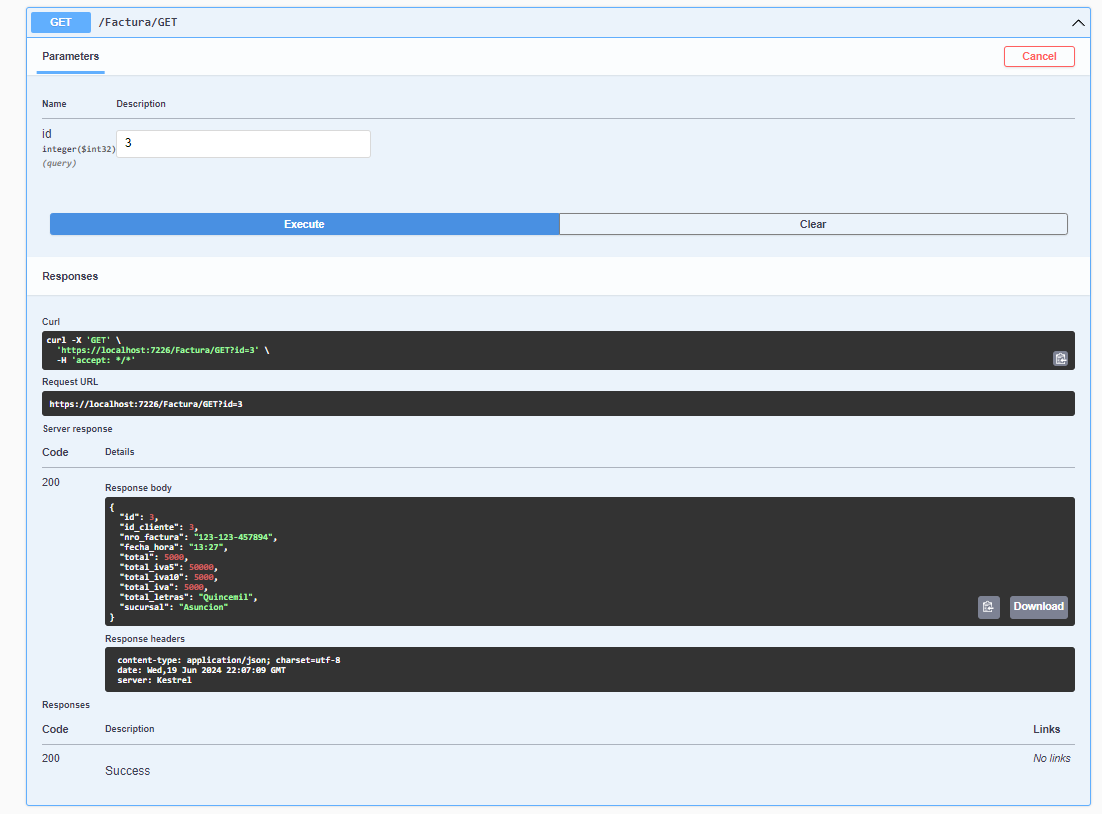 GET /Factura/GET
Parameters
Cancel
Name Description
id
integer($int32)
(query)
3
Execute
Clear
Responses
Curl
curl -X 'GET' \
'https://localhost:7226/Factura/GET?id=3' \
-H 'accept: */*'
Request URL
https://localhost:7226/Factura/GET?id=3
Server response
Code Details
200
Response body
{
"id": 3,
"id_cliente": 3,
"nro_factura": "123-123-457894",
"fecha_hora": "13:27",
"total": 5000,
"total_iva5": 50000,
"total_iva10": 5000,
"total_iva": 5000,
"total_letras": "Quincemil",
"sucursal": "Asuncion"
}
Download
Response headers
content-type: application/json; charset=utf-8
date: Wed,19 Jun 2024 22:07:09 GMT
server: Kestrel
Responses
Code Description Links
200 No links
Success